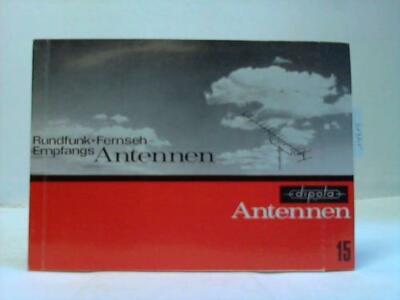 Rundfunk-Fernseh-
Empfangs Antennen
dipola
Antennen
15